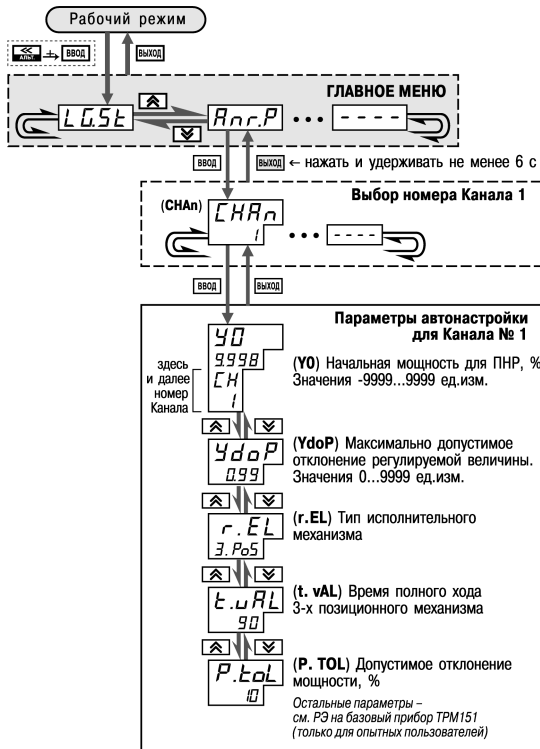 Рабочий режим
≪ АЛЬТ. + ВВОД ВЫХОД
ГЛАВНОЕ МЕНЮ
LG.St Anr.P • • • - - - -
ВВОД ВЫХОД ← нажать и удерживать не менее 6 с
Выбор номера Канала 1
(CHAn) CHAn
1 • • • - - - -
ВВОД ВЫХОД
Параметры автонастройки
для Канала № 1
Y0
9.998
CH
1
здесь
и далее
номер
Канала
(Y0) Начальная мощность для ПНР, %
Значения -9999...9999 ед.изм.
YdoP
0.99
(YdoP) Максимально допустимое
отклонение регулируемой величины.
Значения 0...9999 ед.изм.
r.EL
3.PoS
(r.EL) Тип исполнительного
механизма
t.vAL
90
(t. vAL) Время полного хода
3-х позиционного механизма
P.toL
10
(P. TOL) Допустимое отклонение
мощности, %
Остальные параметры –
см. РЭ на базовый прибор ТРМ151
(только для опытных пользователей)